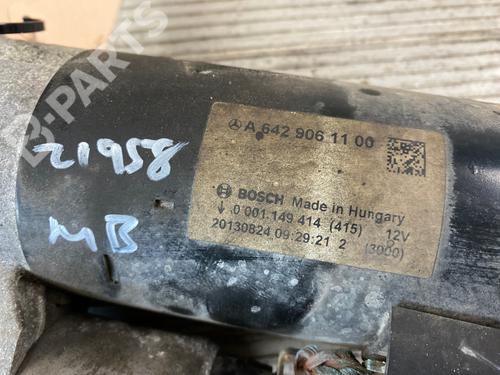 A 642 906 11 00
BOSCH Made in Hungary
0 001 149 414 (415) 12V
20130824 09:29:21 2 (3000)
21958
MB
B-PARTS